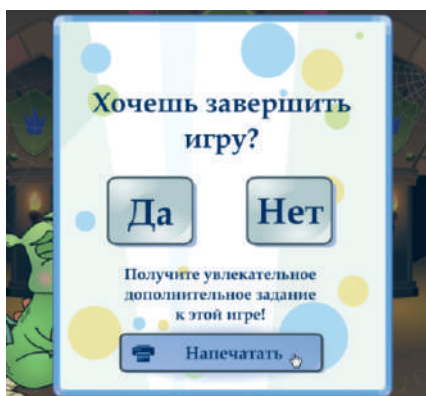 Хочешь завершить
игру?
Да
Нет
Получите увлекательное
дополнительное задание
к этой игре!
Напечатать